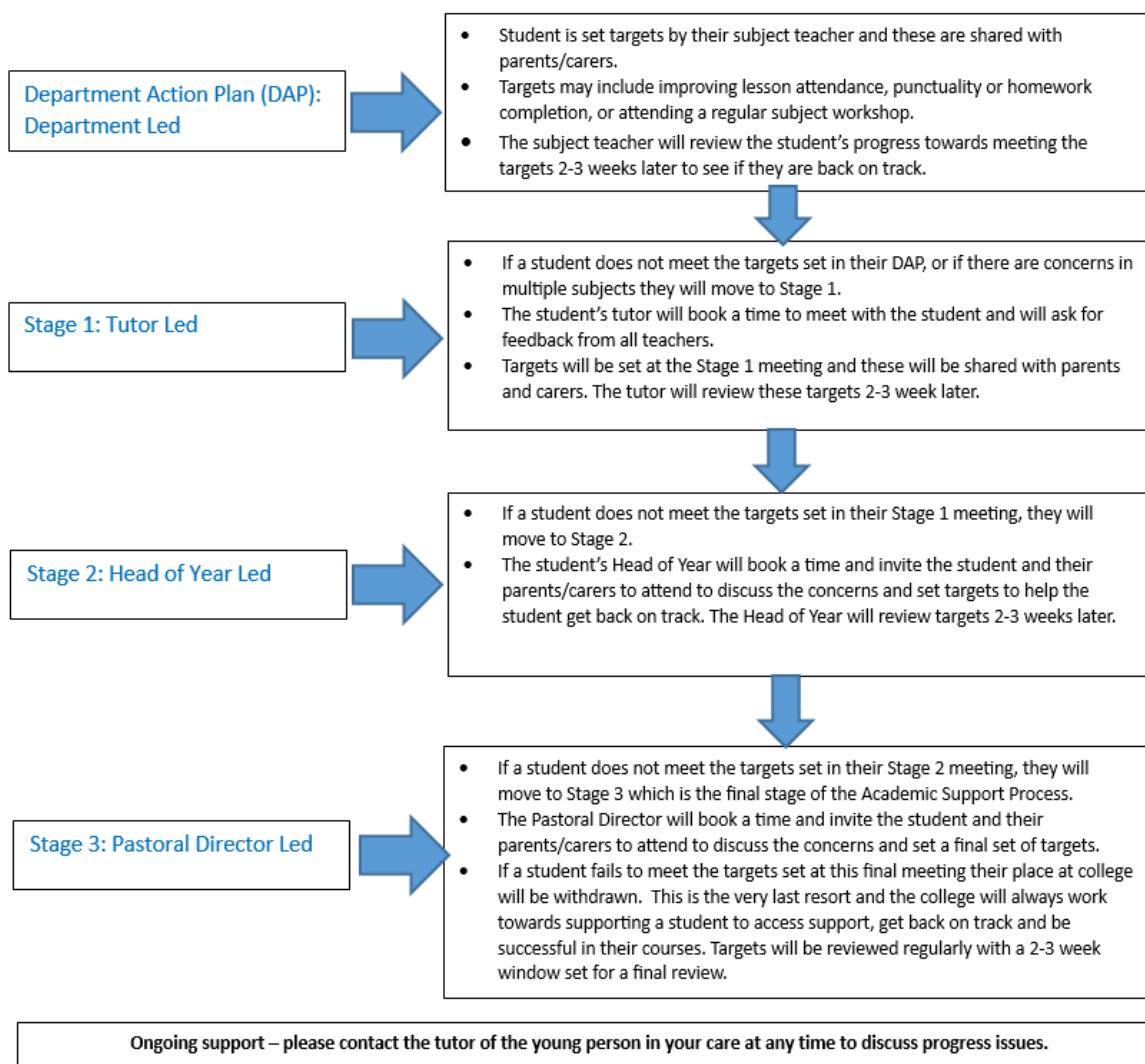 Department Action Plan (DAP):
Department Led
• Student is set targets by their subject teacher and these are shared with
parents/carers.
• Targets may include improving lesson attendance, punctuality or homework
completion, or attending a regular subject workshop.
• The subject teacher will review the student's progress towards meeting the
targets 2-3 weeks later to see if they are back on track.
Stage 1: Tutor Led
• If a student does not meet the targets set in their DAP, or if there are concerns in
multiple subjects they will move to Stage 1.
• The student's tutor will book a time to meet with the student and will ask for
feedback from all teachers.
• Targets will be set at the Stage 1 meeting and these will be shared with parents
and carers. The tutor will review these targets 2-3 week later.
Stage 2: Head of Year Led
• If a student does not meet the targets set in their Stage 1 meeting, they will
move to Stage 2.
• The student's Head of Year will book a time and invite the student and their
parents/carers to attend to discuss the concerns and set targets to help the
student get back on track. The Head of Year will review targets 2-3 weeks later.
Stage 3: Pastoral Director Led
• If a student does not meet the targets set in their Stage 2 meeting, they will
move to Stage 3 which is the final stage of the Academic Support Process.
• The Pastoral Director will book a time and invite the student and their
parents/carers to attend to discuss the concerns and set a final set of targets.
• If a student fails to meet the targets set at this final meeting their place at college
will be withdrawn.  This is the very last resort and the college will always work
towards supporting a student to access support, get back on track and be
successful in their courses. Targets will be reviewed regularly with a 2-3 week
window set for a final review.
Ongoing support – please contact the tutor of the young person in your care at any time to discuss progress issues.